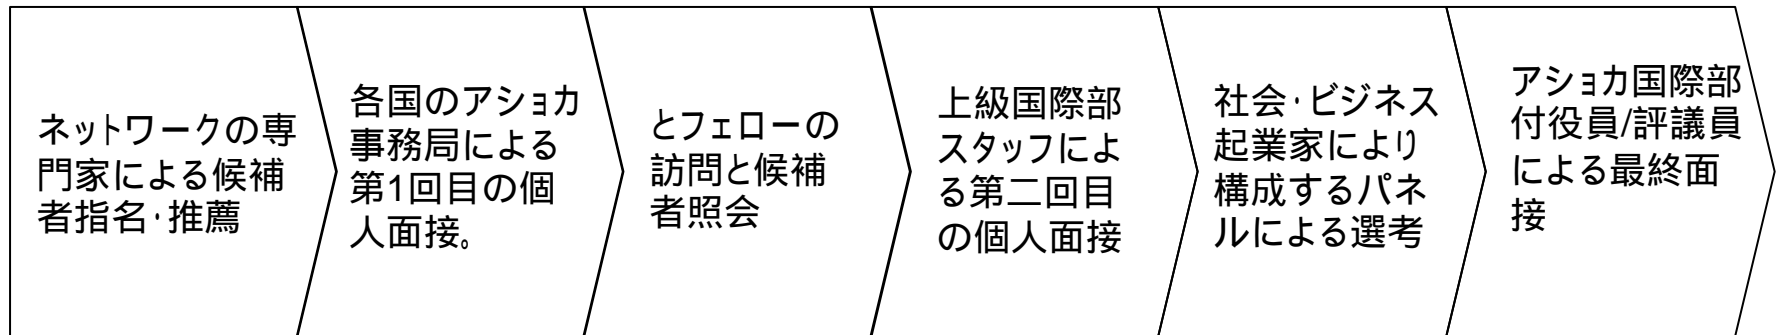 ネットワークの専
門家による候補
者指名・推薦
各国のアショカ
事務局による
第1回目の個
人面接。
とフェローの
訪問と候補
者照会
上級国際部
スタッフによ
る第二回目
の個人面接
社会・ビジネス
起業家により
構成するパネ
ルによる選考
アショカ国際部
付役員/評議員
による最終面
接